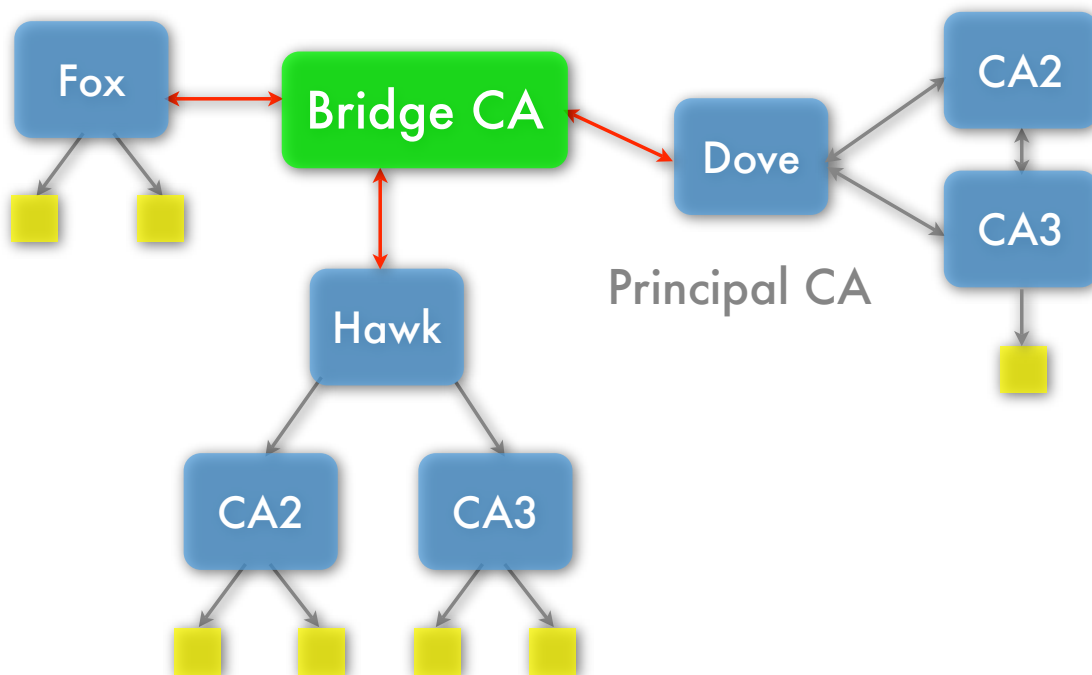 Fox
Bridge CA
CA2
Dove
CA3
Principal CA
Hawk
CA2
CA3